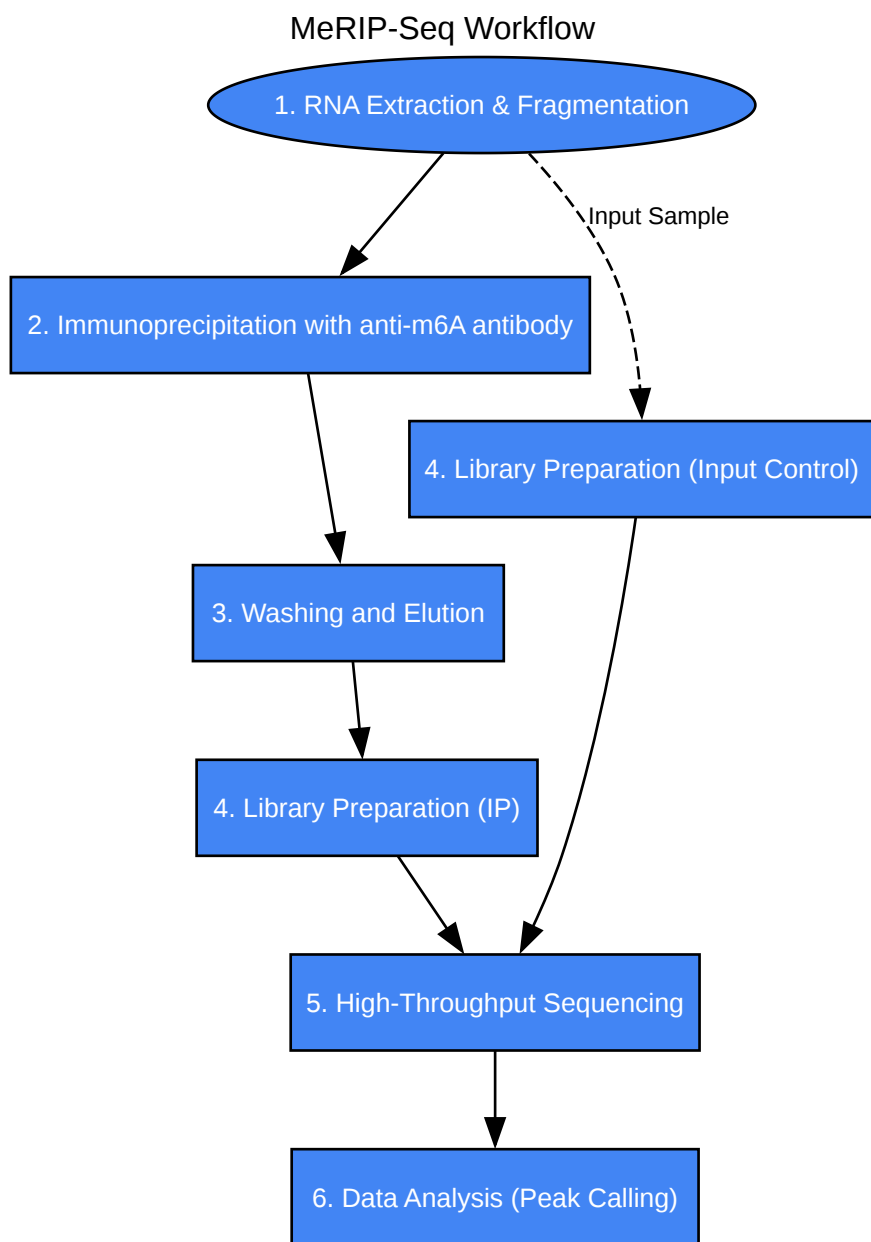 MeRIP-Seq Workflow
1. RNA Extraction & Fragmentation
Input Sample
2. Immunoprecipitation with anti-m6A antibody
4. Library Preparation (Input Control)
3. Washing and Elution
4. Library Preparation (IP)
5. High-Throughput Sequencing
6. Data Analysis (Peak Calling)